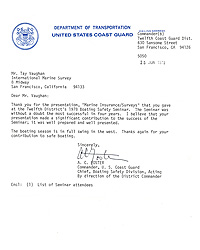 DEPARTMENT OF TRANSPORTATION
UNITED STATES COAST GUARD
Commander(b)
Twelfth Coast Guard Dist.
630 Sansome Street
San Francisco, CA 94126
5050
Mr. Tay Vaughan
International Marine Survey
8 Midway
San Francisco, California 94133
Dear Mr. Vaughan:
Thank you for the presentation, "Marine Insurance/Surveys" that you gave
at the Twelfth District's 1978 Boating Safety Seminar. The Seminar was
without a doubt the most successful in four years. I believe that your
presentation made a significant contribution to the success of the
Seminar. It was well prepared and well presented.
The boating season is in full swing in the west. Thanks again for your
contribution to safe boating.
Sincerely,
A. C. FOSTER
Commander, U. S. Coast Guard
Chief, Boating Safety Division, Acting
By direction of the District Commander
Encl: (1) List of Seminar attendees